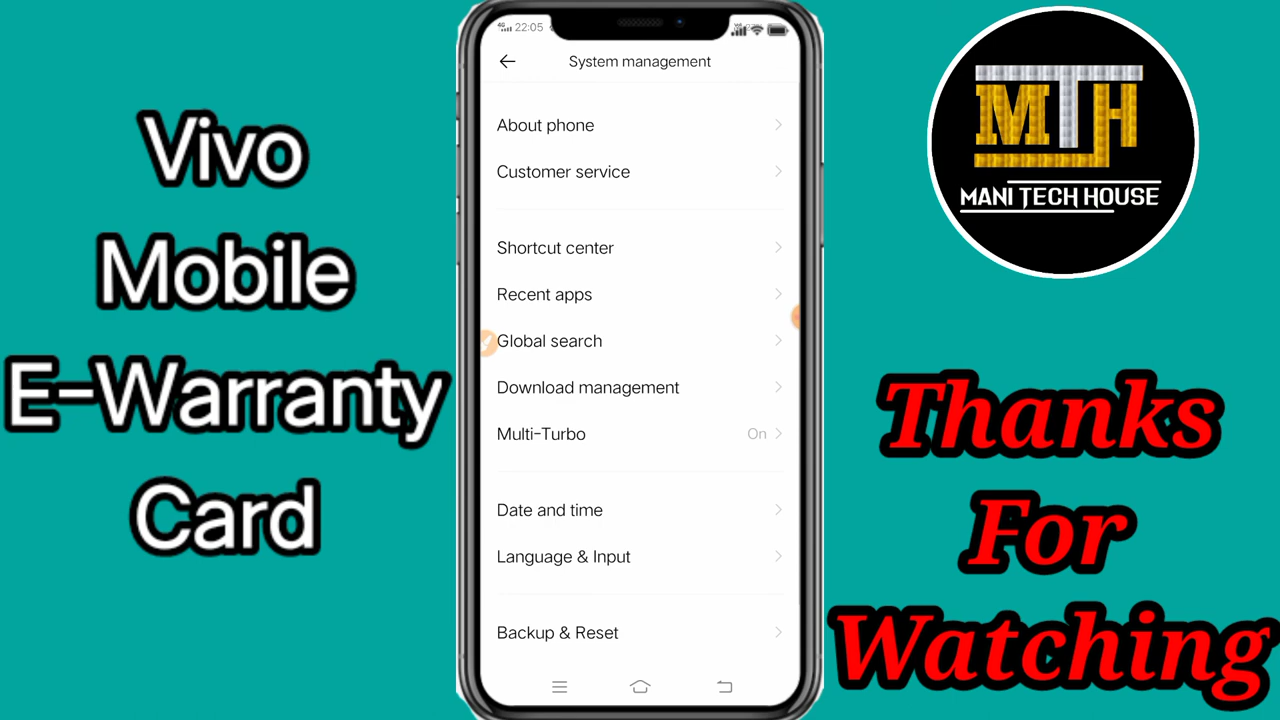 Vivo
Mobile
E-Warranty
Card
4G 22:05
System management
About phone
Customer service
Shortcut center
Recent apps
Global search
Download management
Multi-Turbo On
Date and time
Language & Input
Backup & Reset
MTH
MANI TECH HOUSE
Thanks
For
Watching